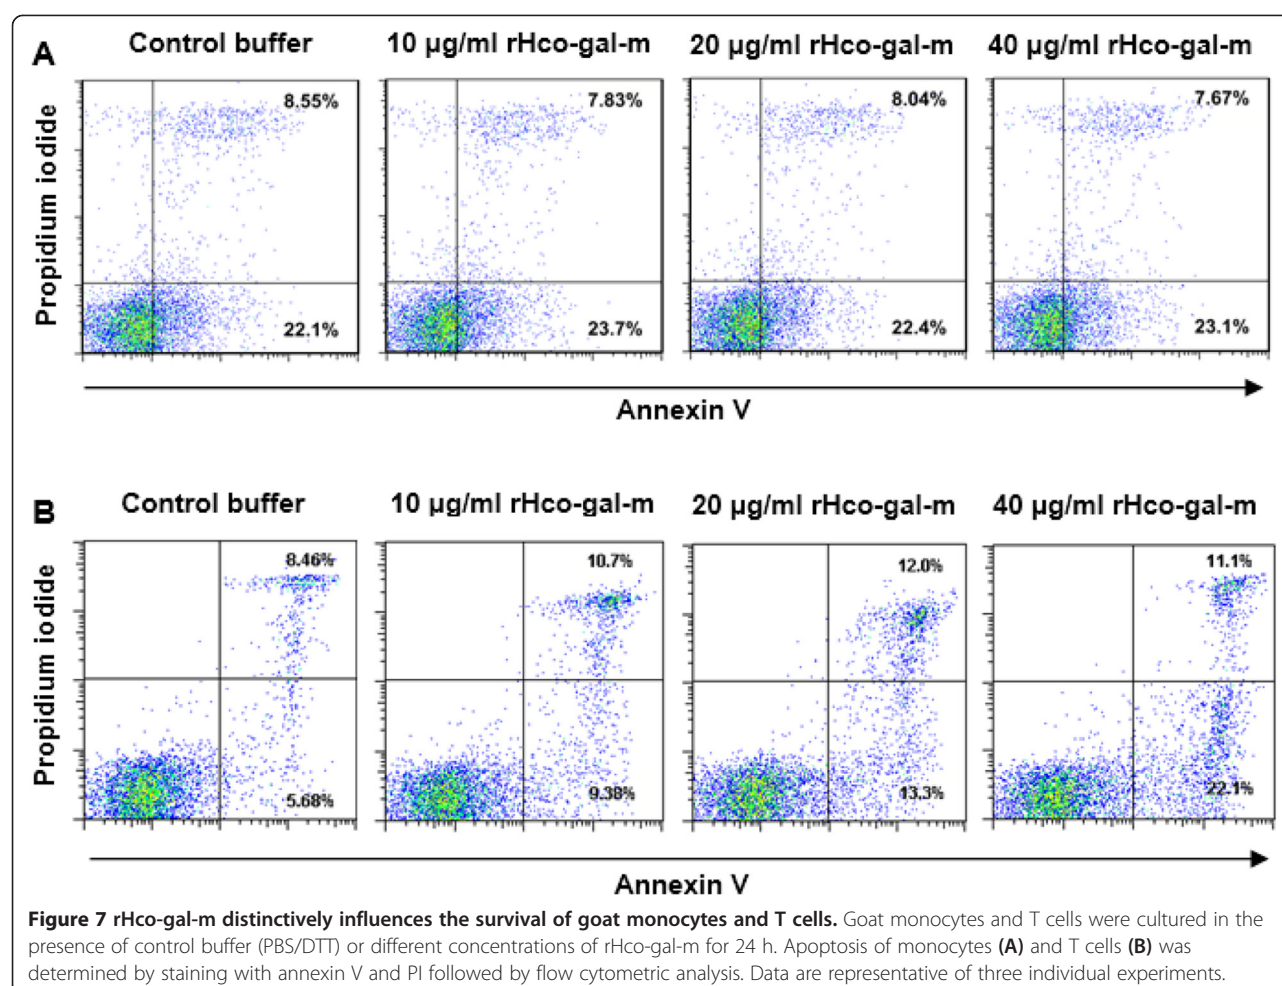 A
Control buffer
10 µg/ml rHco-gal-m
20 µg/ml rHco-gal-m
40 µg/ml rHco-gal-m
Propidium iodide
8.55%
7.83%
8.04%
7.67%
22.1%
23.7%
22.4%
23.1%
Annexin V
B
Control buffer
10 µg/ml rHco-gal-m
20 µg/ml rHco-gal-m
40 µg/ml rHco-gal-m
Propidium iodide
8.46%
10.7%
12.0%
11.1%
5.68%
9.38%
13.3%
22.1%
Annexin V
Figure 7 rHco-gal-m distinctively influences the survival of goat monocytes and T cells. Goat monocytes and T cells were cultured in the
presence of control buffer (PBS/DTT) or different concentrations of rHco-gal-m for 24 h. Apoptosis of monocytes (A) and T cells (B) was
determined by staining with annexin V and PI followed by flow cytometric analysis. Data are representative of three individual experiments.